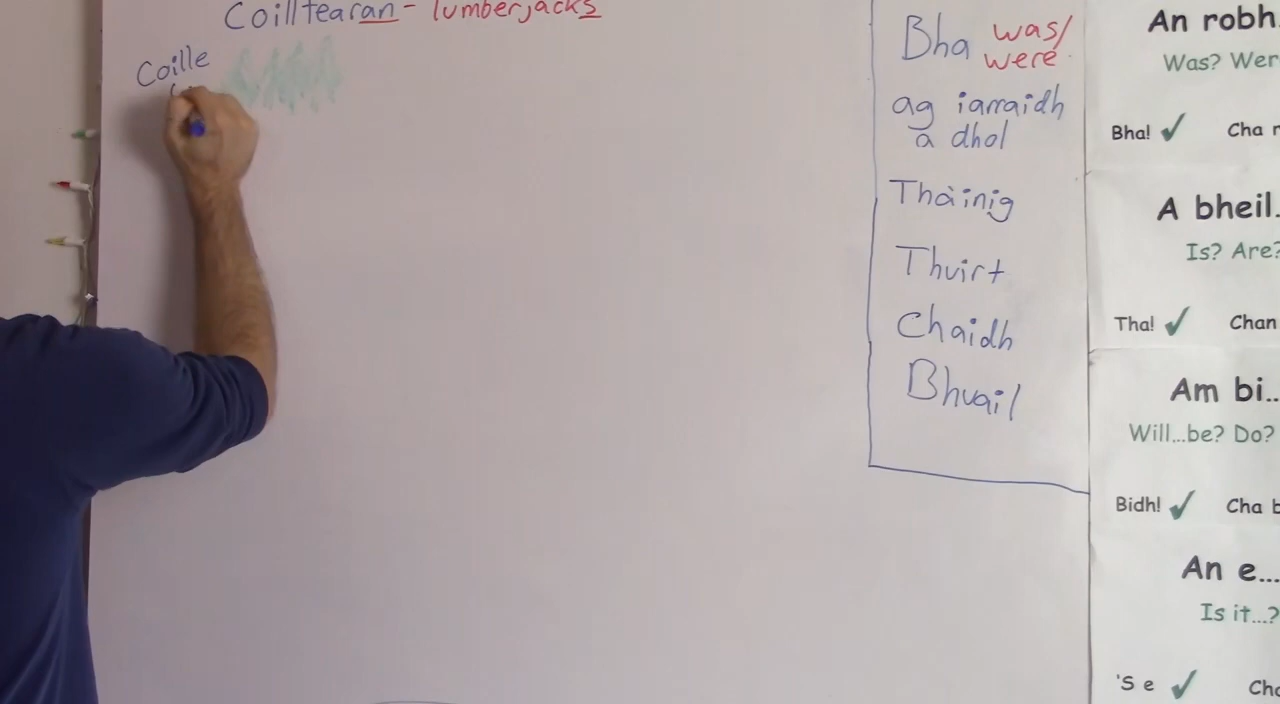 Coilltearan - lumberjacks
Coille
Bha was/
were
ag iarraidh
a dhol
Thàinig
Thuirt
Chaidh
Bhuail
An robh
Was? Wer
Bha! ✓ Cha
A bheil..
Is? Are?
Tha! ✓ Chan
Am bi..
Will...be? Do?
Bidh! ✓ Cha
An e...
Is it...?
'S e ✓